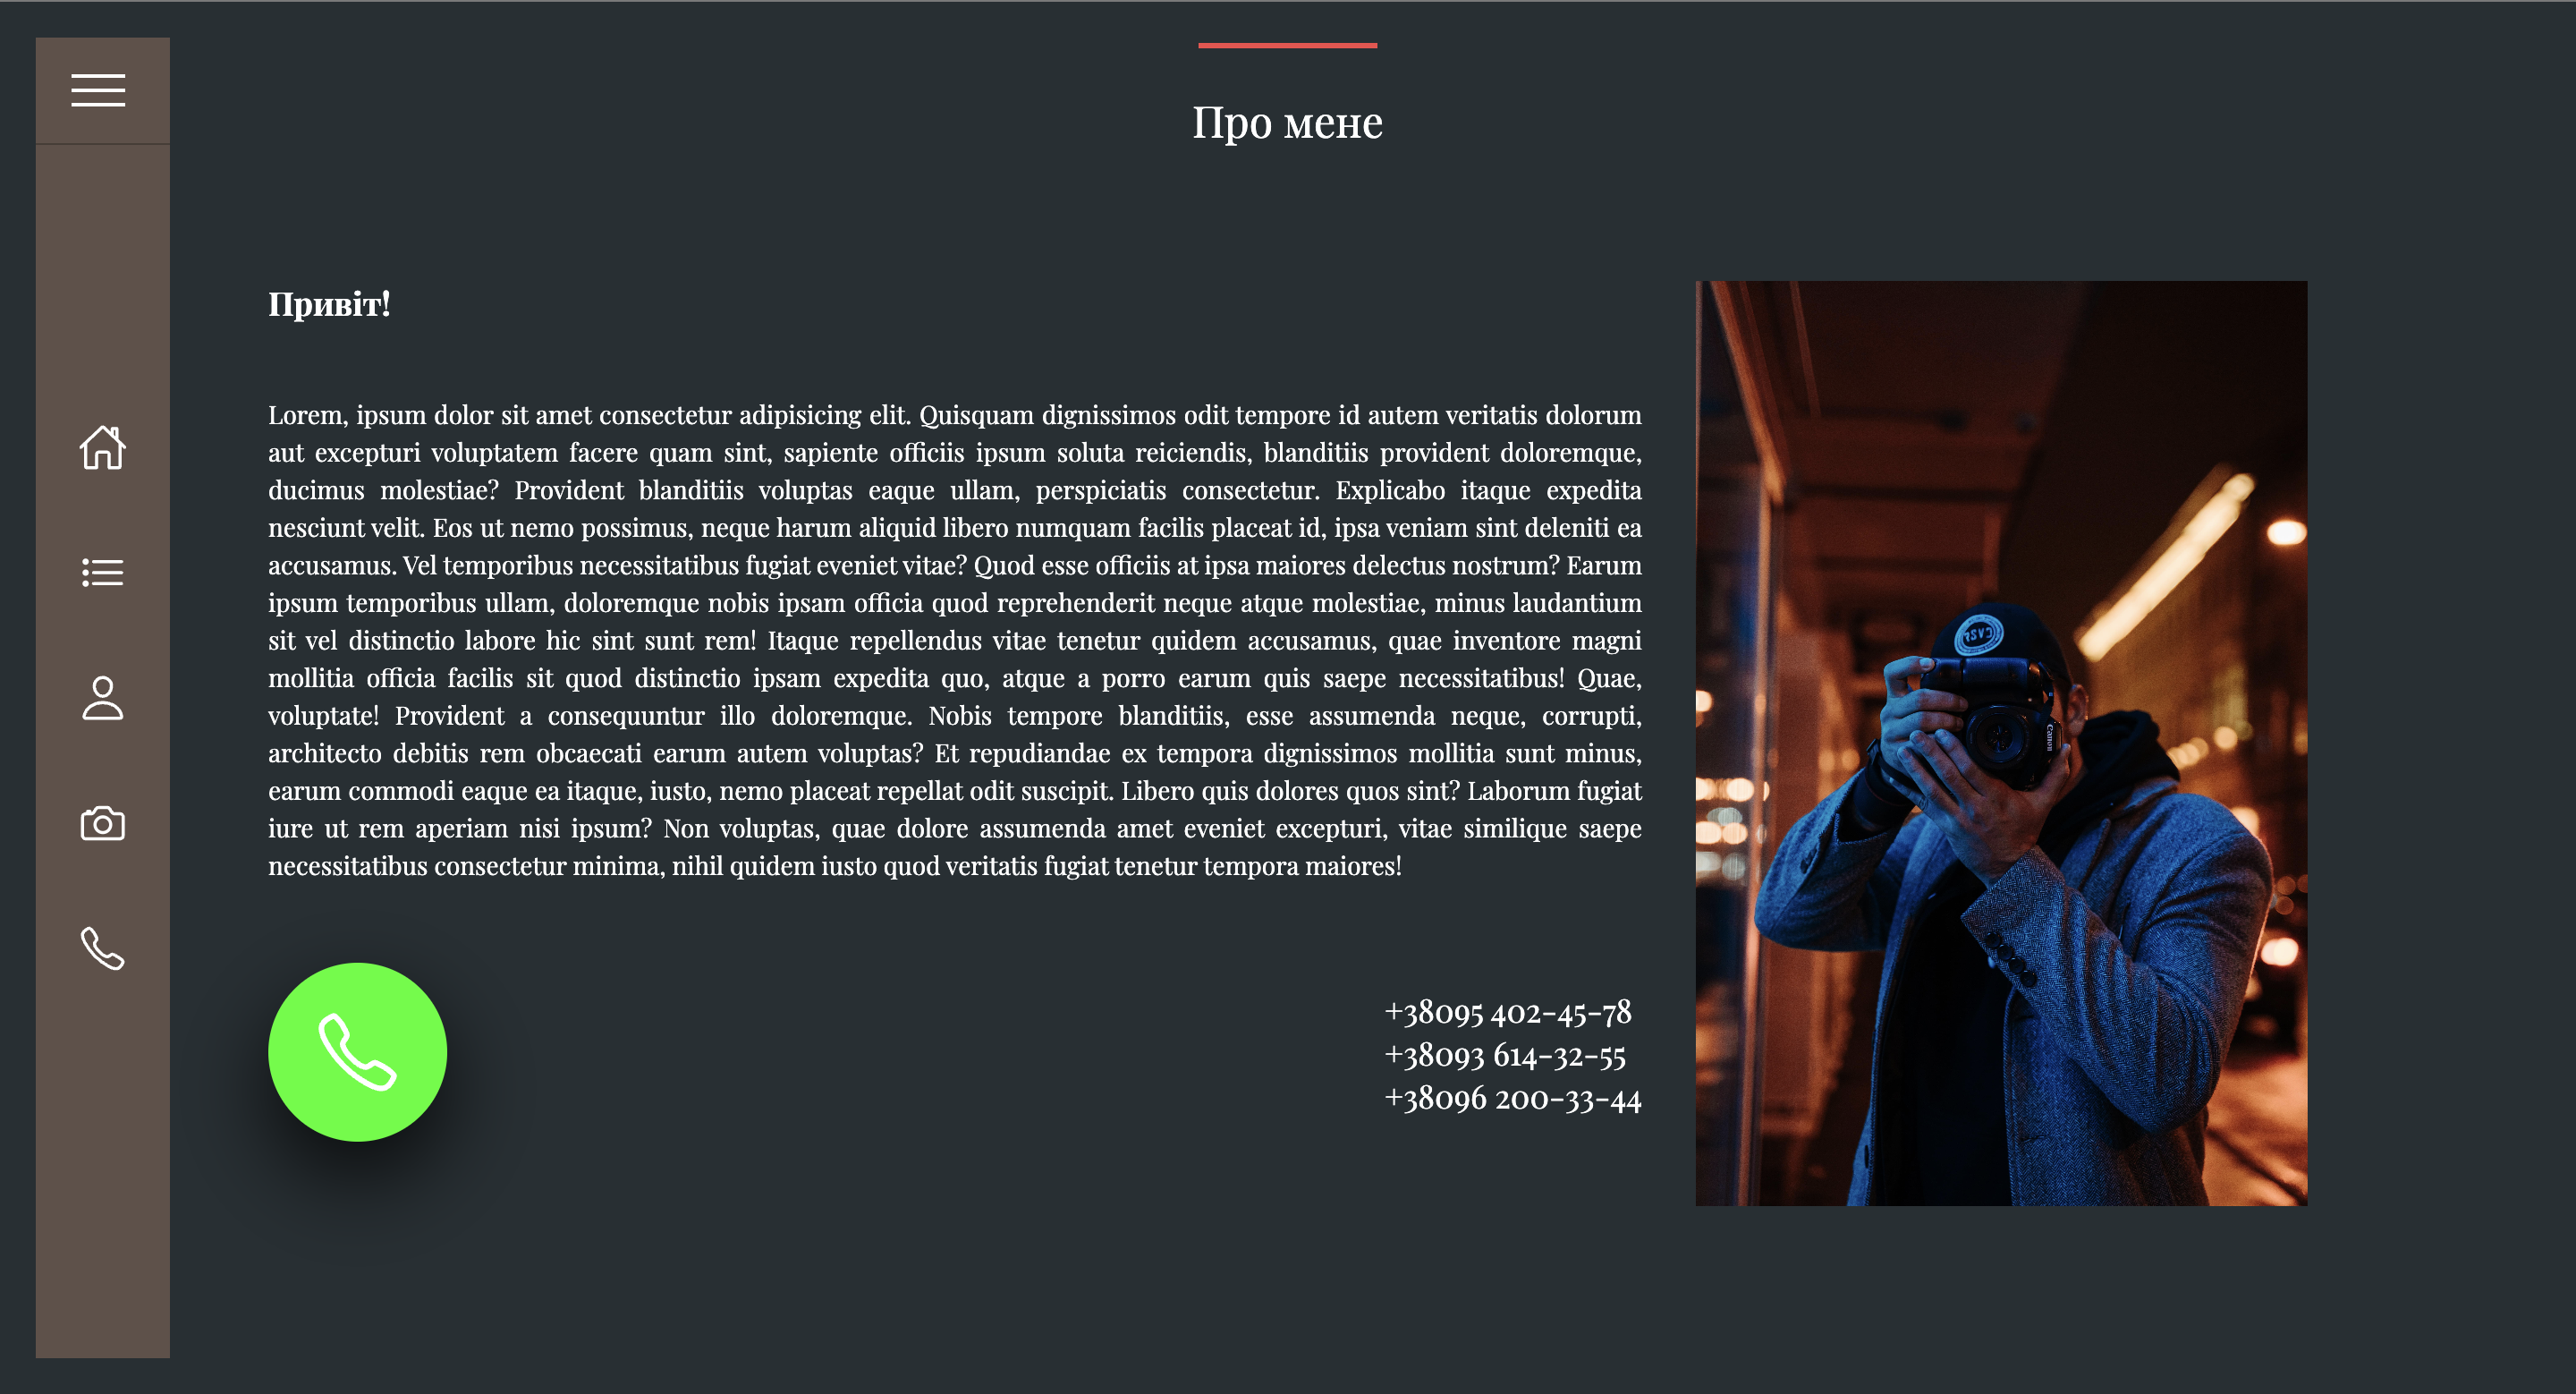 Про мене
Привіт!
Lorem, ipsum dolor sit amet consectetur adipisicing elit. Quisquam dignissimos odit tempore id autem veritatis dolorum
aut excepturi voluptatem facere quam sint, sapiente officiis ipsum soluta reiciendis, blanditiis provident doloremque,
ducimus molestiae? Provident blanditiis voluptas eaque ullam, perspiciatis consectetur. Explicabo itaque expedita
nesciunt velit. Eos ut nemo possimus, neque harum aliquid libero numquam facilis placeat id, ipsa veniam sint deleniti ea
accusamus. Vel temporibus necessitatibus fugiat eveniet vitae? Quod esse officiis at ipsa maiores delectus nostrum? Earum
ipsum temporibus ullam, doloremque nobis ipsam officia quod reprehenderit neque atque molestiae, minus laudantium
sit vel distinctio labore hic sint sunt rem! Itaque repellendus vitae tenetur quidem accusamus, quae inventore magni
mollitia officia facilis sit quod distinctio ipsam expedita quo, atque a porro earum quis saepe necessitatibus! Quae,
voluptate! Provident a consequuntur illo doloremque. Nobis tempore blanditiis, esse assumenda neque, corrupti,
architecto debitis rem obcaecati earum autem voluptas? Et repudiandae ex tempora dignissimos mollitia sunt minus,
earum commodi eaque ea itaque, iusto, nemo placeat repellat odit suscipit. Libero quis dolores quos sint? Laborum fugiat
iure ut rem aperiam nisi ipsum? Non voluptas, quae dolore assumenda amet eveniet excepturi, vitae similique saepe
necessitatibus consectetur minima, nihil quidem iusto quod veritatis fugiat tenetur tempora maiores!
+38095 402-45-78
+38093 614-32-55
+38096 200-33-44
Canon